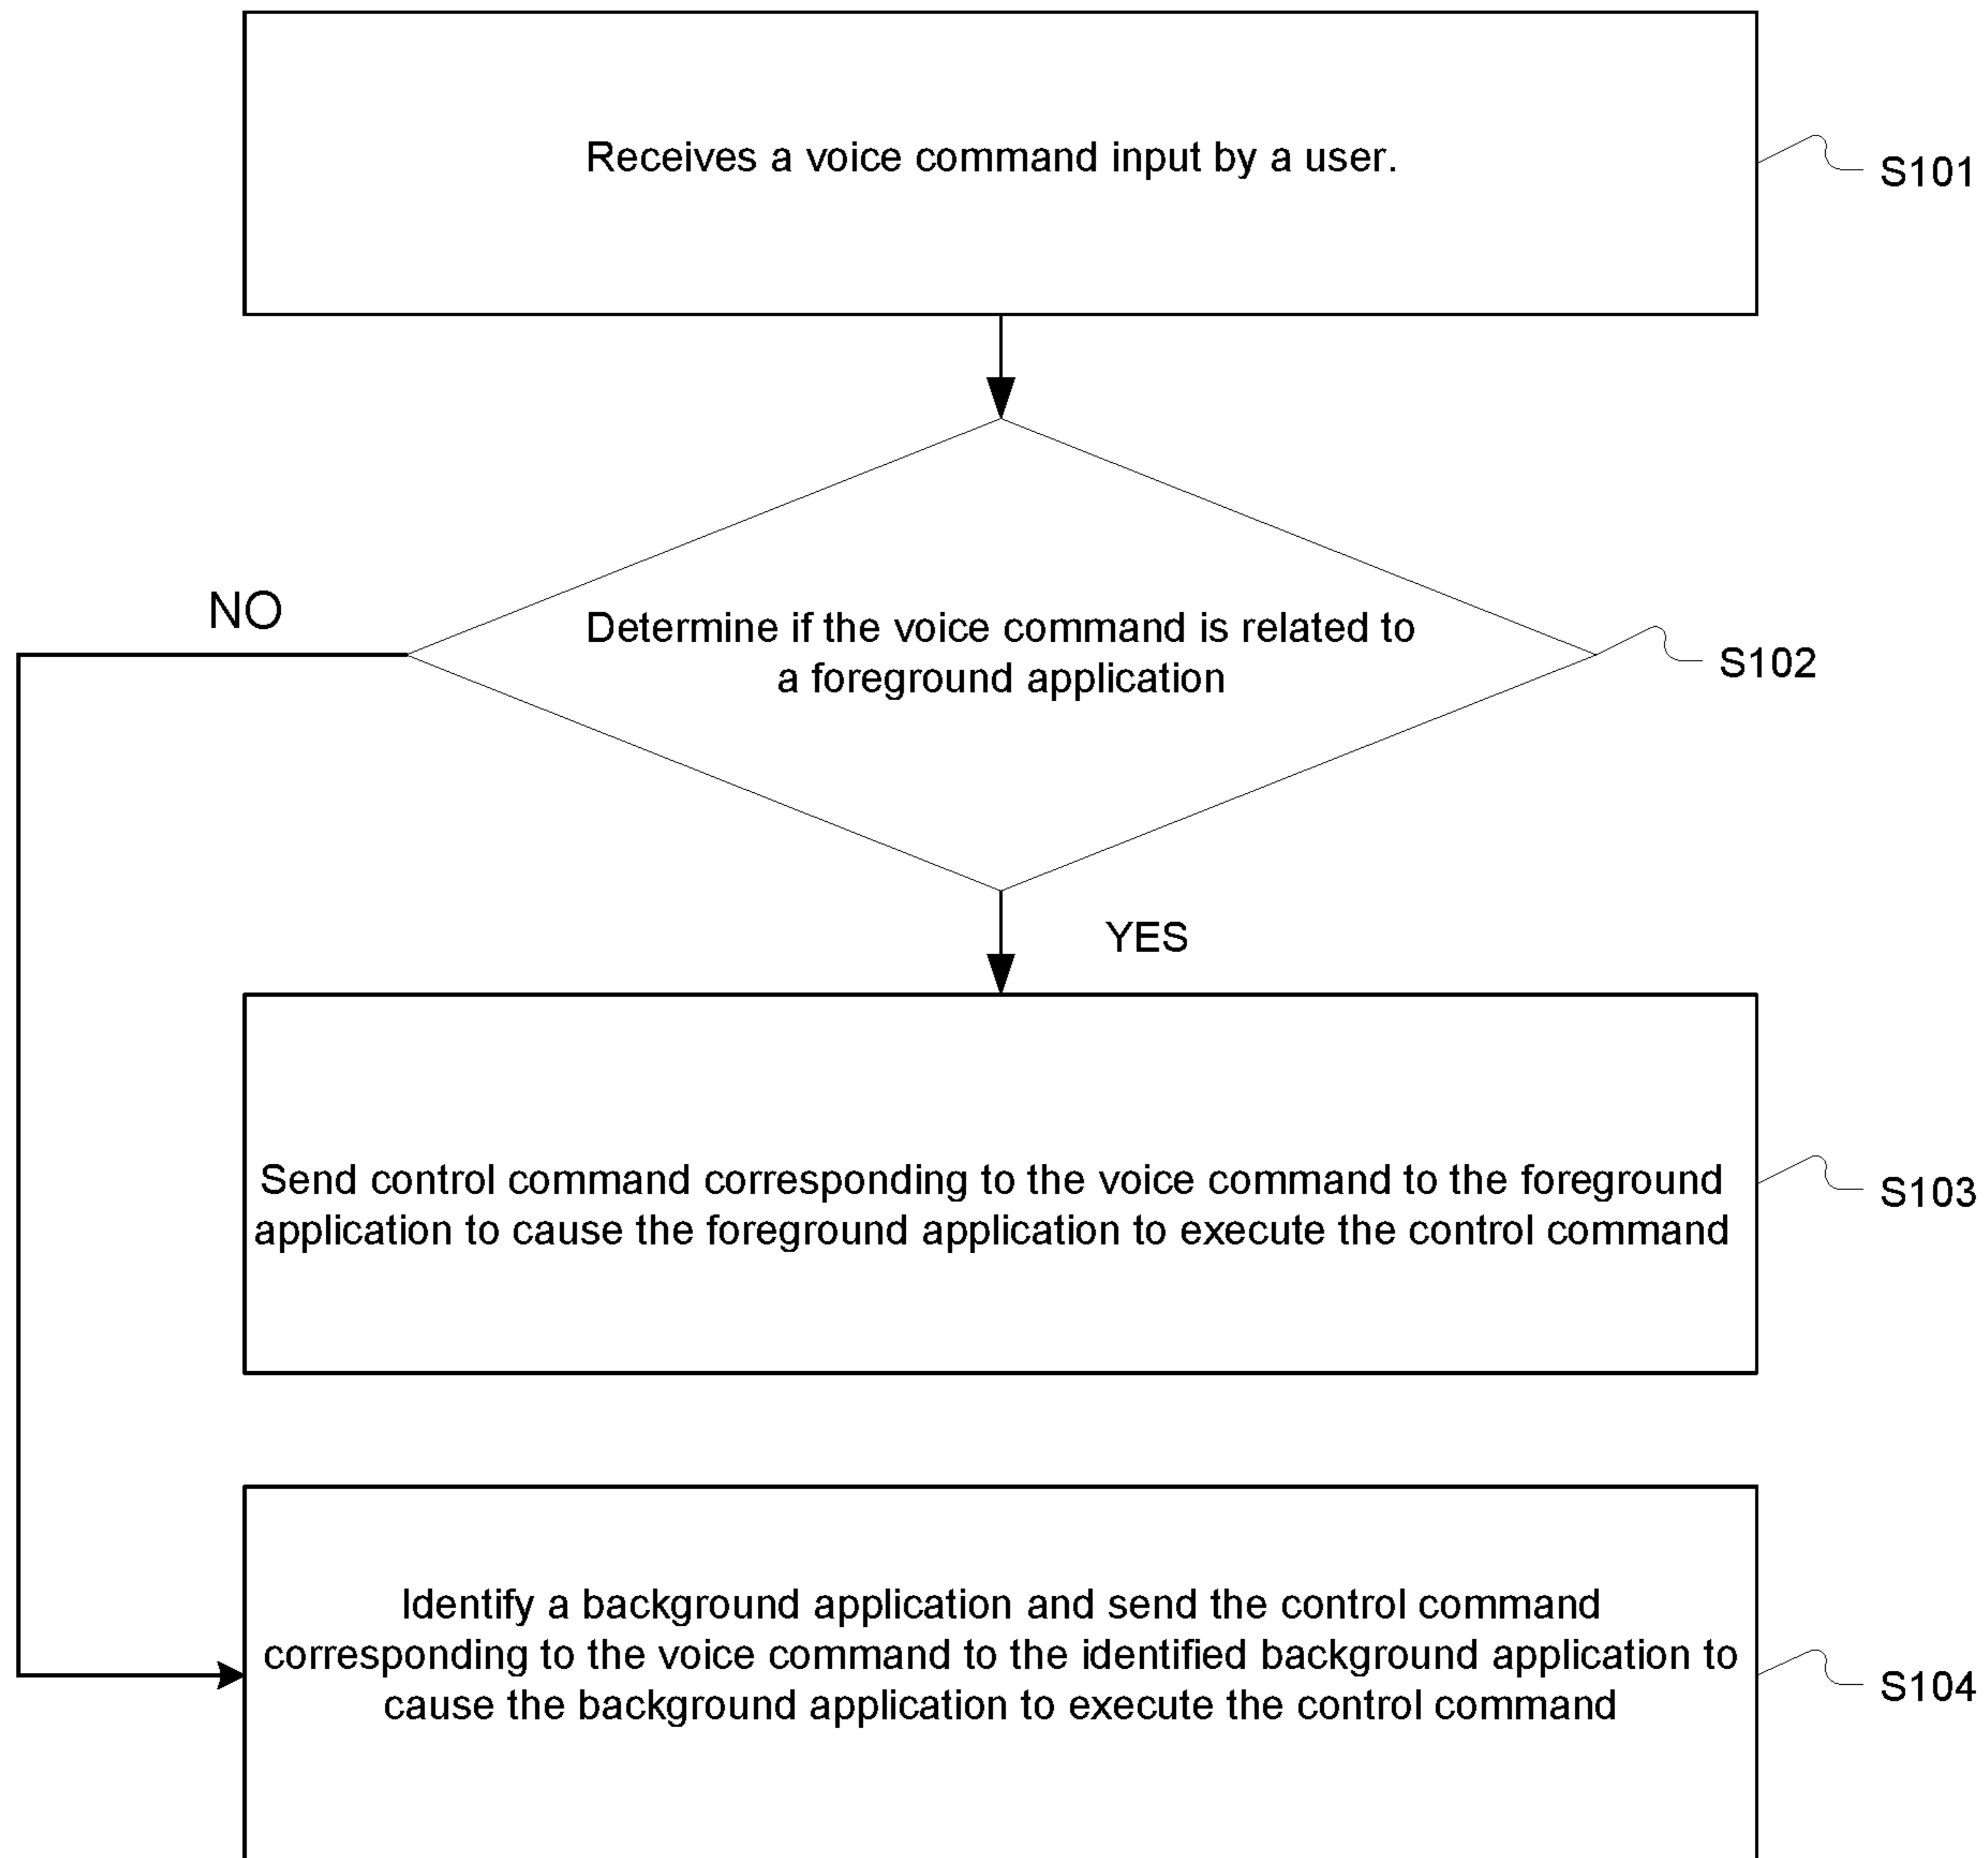 Receives a voice command input by a user.
S101
NO
Determine if the voice command is related to
a foreground application
S102
YES
Send control command corresponding to the voice command to the foreground
application to cause the foreground application to execute the control command
S103
Identify a background application and send the control command
corresponding to the voice command to the identified background application to
cause the background application to execute the control command
S104